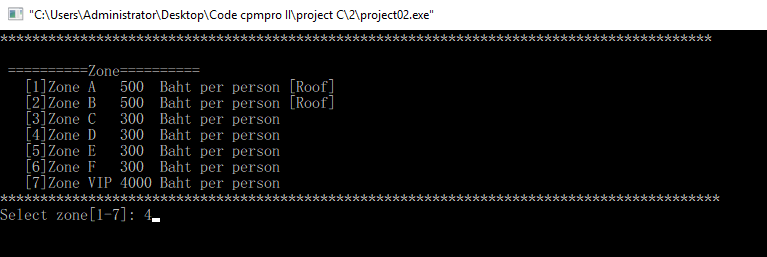 "C:\Users\Administrator\Desktop\Code cpmpro II\project C\2\project02.exe"
*****************************************************************************************
==========Zone==========
[1]Zone A 500 Baht per person [Roof]
[2]Zone B 500 Baht per person [Roof]
[3]Zone C 300 Baht per person
[4]Zone D 300 Baht per person
[5]Zone E 300 Baht per person
[6]Zone F 300 Baht per person
[7]Zone VIP 4000 Baht per person
******************************************************************************************
Select zone[1-7]: 4